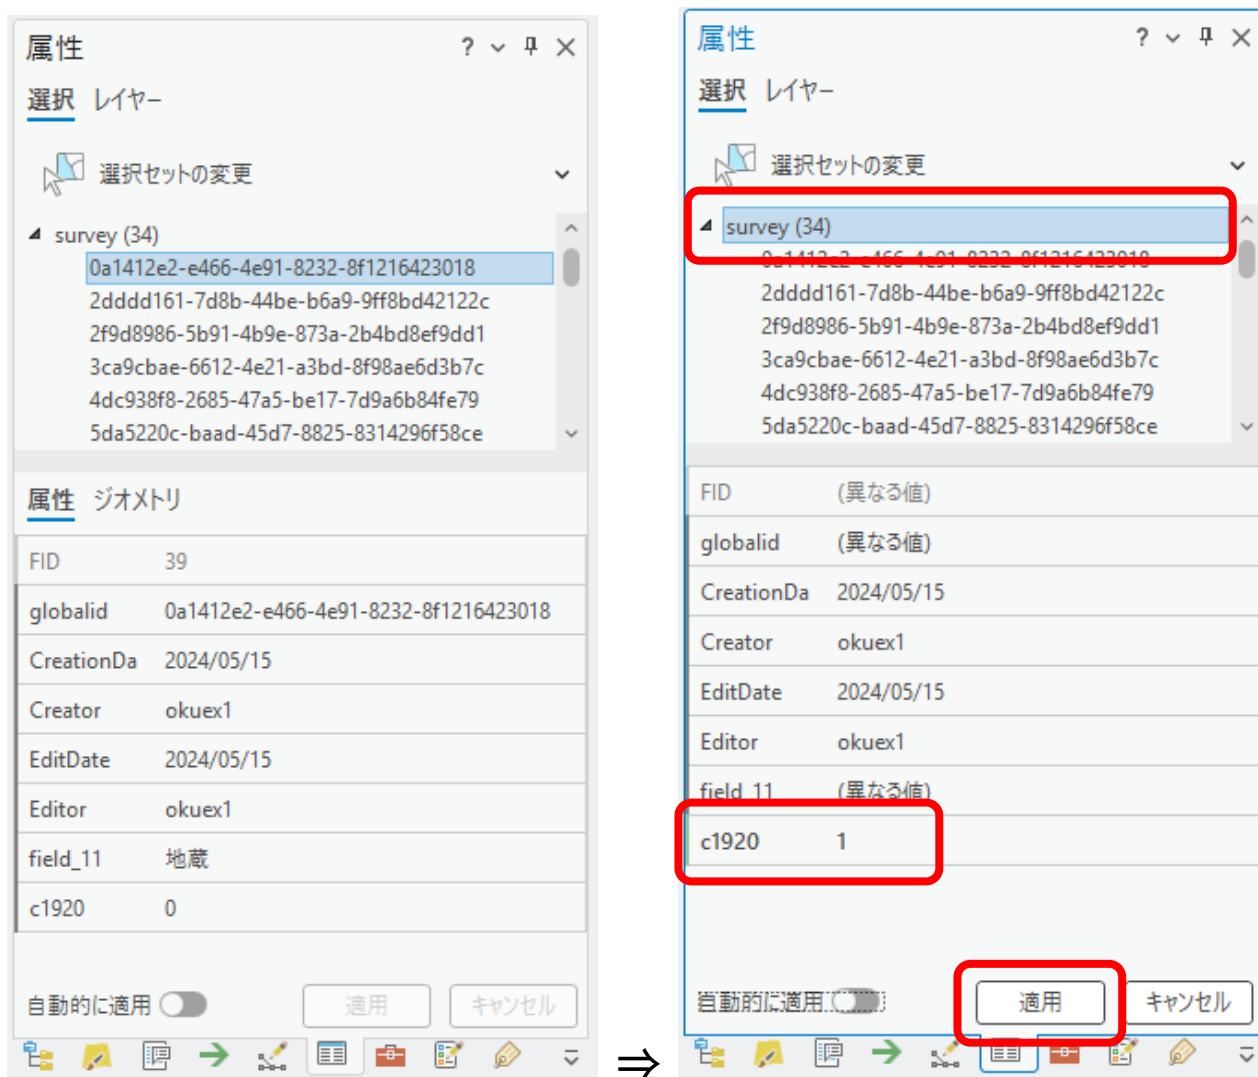 属性
選択 レイヤー
選択セットの変更
survey (34)
0a1412e2-e466-4e91-8232-8f1216423018
2dddd161-7d8b-44be-b6a9-9ff8bd42122c
2f9d8986-5b91-4b9e-873a-2b4bd8ef9dd1
3ca9cbae-6612-4e21-a3bd-8f98ae6d3b7c
4dc938f8-2685-47a5-be17-7d9a6b84fe79
5da5220c-baad-45d7-8825-8314296f58ce
属性 ジオメトリ
FID 39
globalid 0a1412e2-e466-4e91-8232-8f1216423018
CreationDa 2024/05/15
Creator okuex1
EditDate 2024/05/15
Editor okuex1
field_11 地蔵
c1920 0
自動的に適用 適用 キャンセル
⇒
属性
選択 レイヤー
選択セットの変更
survey (34)
0a1412e2-e466-4e91-8232-8f1216423018
2dddd161-7d8b-44be-b6a9-9ff8bd42122c
2f9d8986-5b91-4b9e-873a-2b4bd8ef9dd1
3ca9cbae-6612-4e21-a3bd-8f98ae6d3b7c
4dc938f8-2685-47a5-be17-7d9a6b84fe79
5da5220c-baad-45d7-8825-8314296f58ce
FID (異なる値)
globalid (異なる値)
CreationDa 2024/05/15
Creator okuex1
EditDate 2024/05/15
Editor okuex1
field_11 (異なる値)
c1920 1
自動的に適用 適用 キャンセル